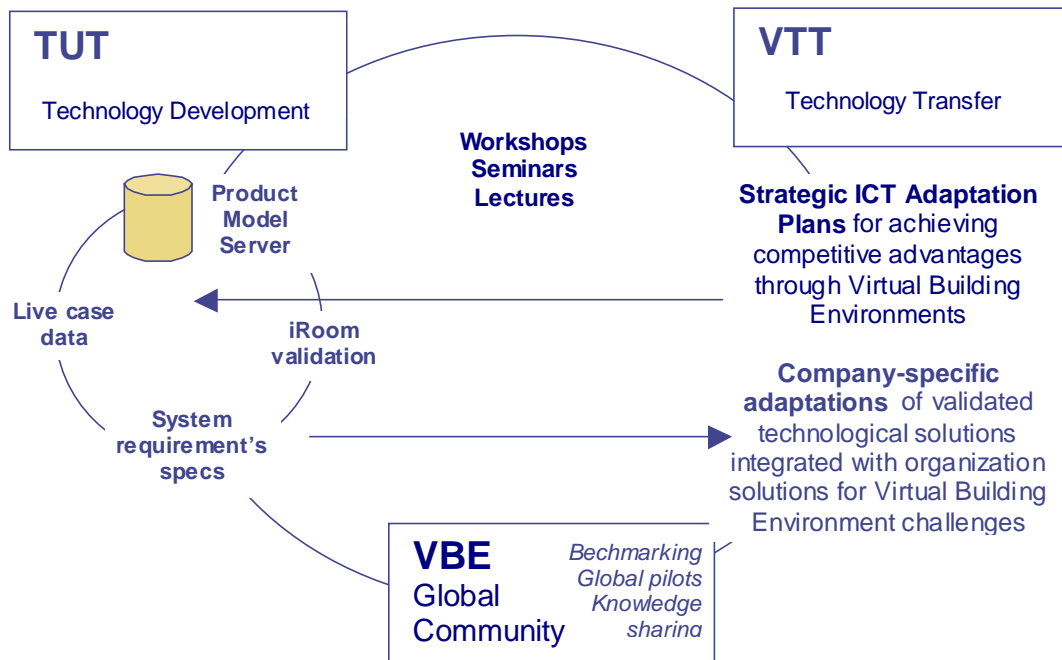 TUT
Technology Development
VTT
Technology Transfer
Workshops
Seminars
Lectures
Product
Model
Server
Live case
data
iRoom
validation
System
requirement's
specs
Strategic ICT Adaptation
Plans for achieving
competitive advantages
through Virtual Building
Environments
Company-specific
adaptations of validated
technological solutions
integrated with organization
solutions for Virtual Building
Environment challenges
VBE
Global
Community
Bechmarking
Global pilots
Knowledge
sharing